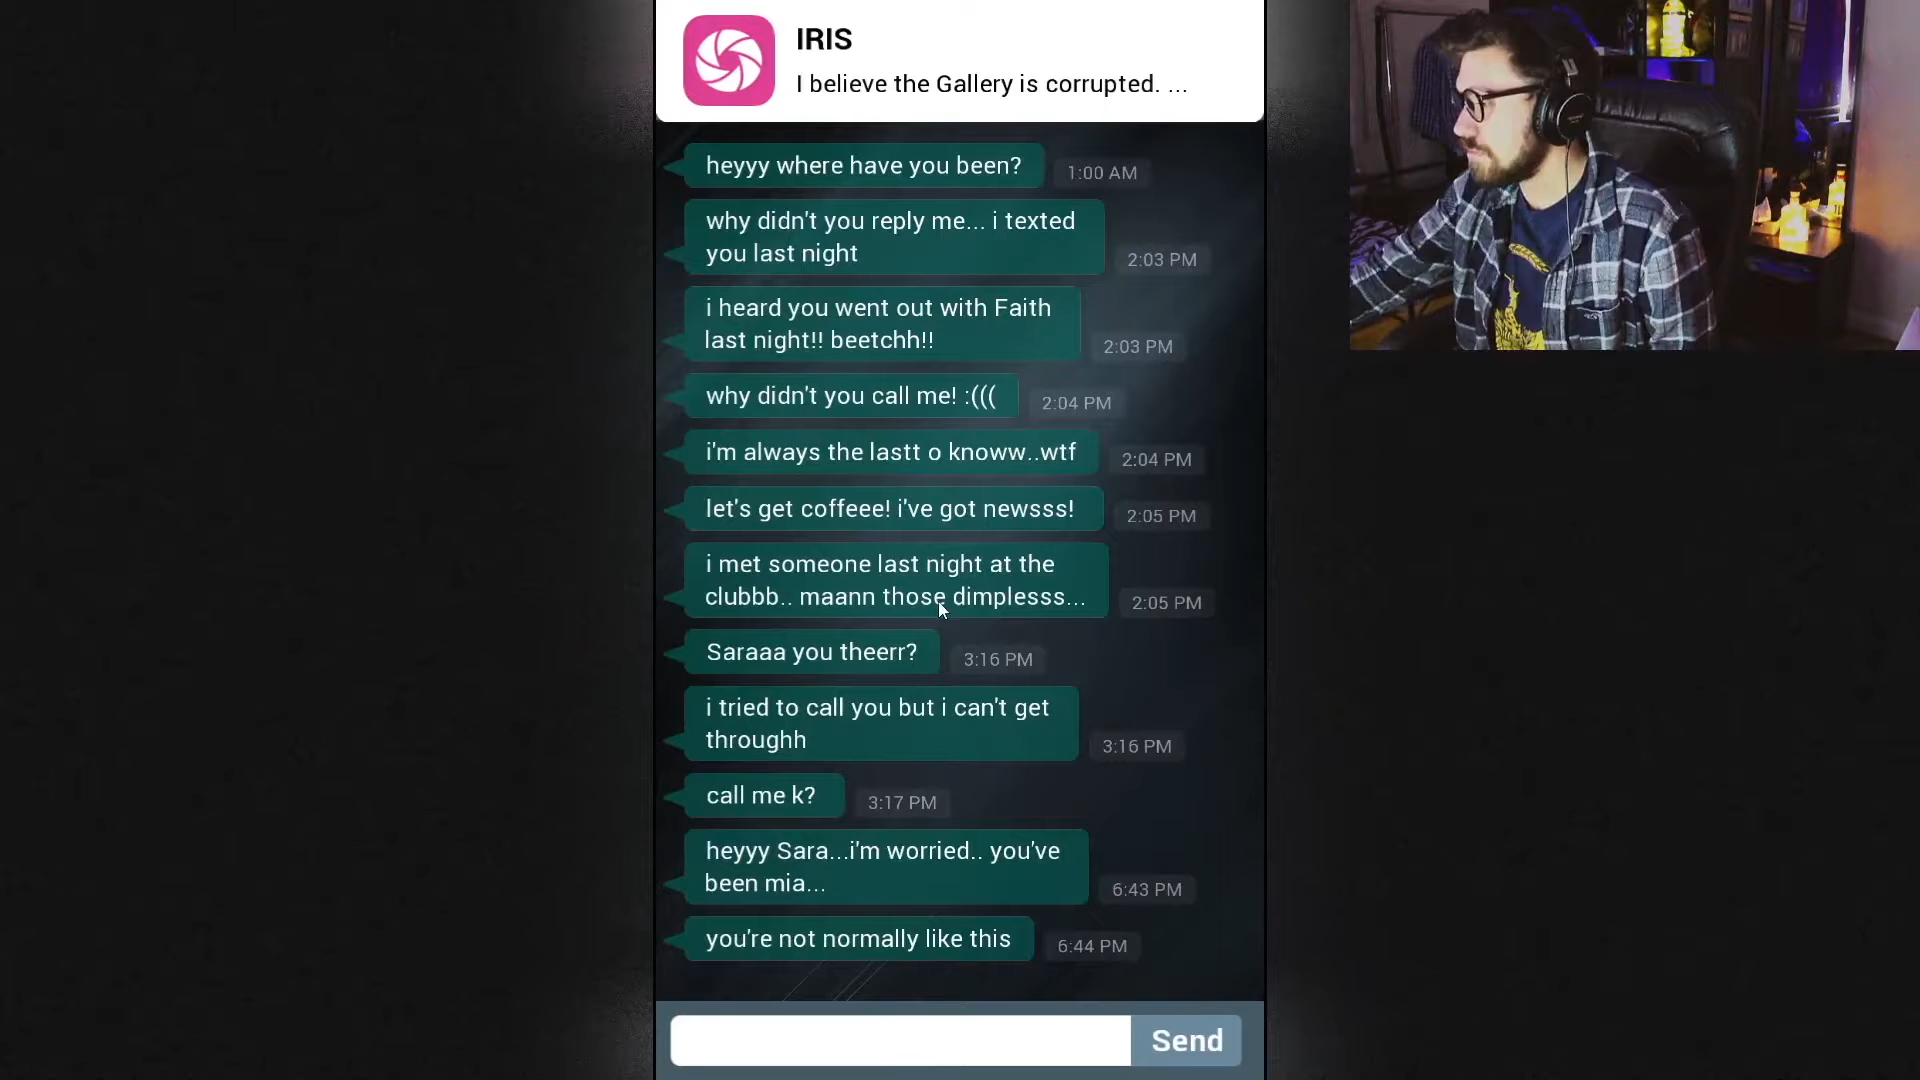 IRIS
I believe the Gallery is corrupted. ...
heyyy where have you been?
1:00 AM
why didn't you reply me... i texted
you last night
2:03 PM
i heard you went out with Faith
last night!! beetchh!!
2:03 PM
why didn't you call me! :(((
2:04 PM
i'm always the lastt o knoww..wtf
2:04 PM
let's get coffeee! i've got newsss!
2:05 PM
i met someone last night at the
clubbb.. maann those dimplesss...
2:05 PM
Saraaa you theerr?
3:16 PM
i tried to call you but i can't get
throughh
3:16 PM
call me k?
3:17 PM
heyyy Sara...i'm worried.. you've
been mia...
6:43 PM
you're not normally like this
6:44 PM
Send